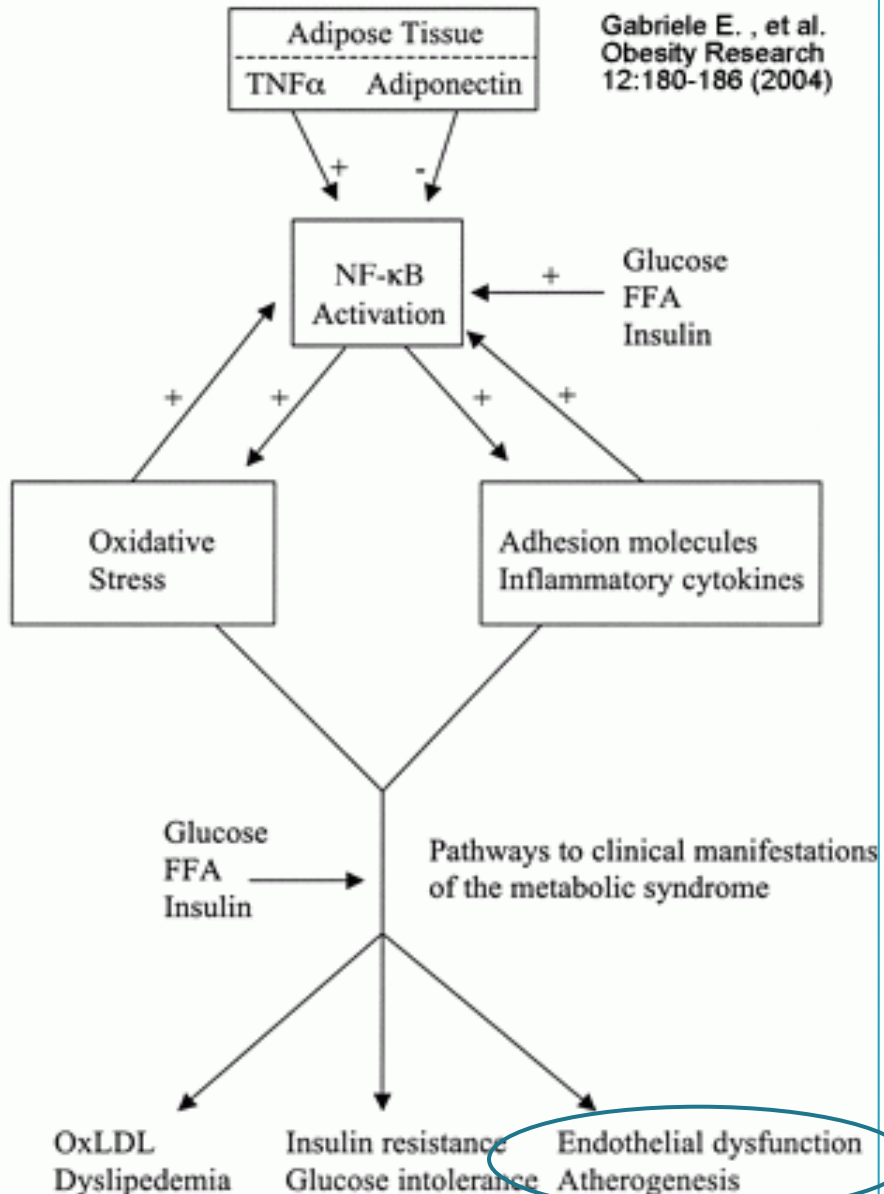 Adipose Tissue
TNFα Adiponectin
Gabriele E. , et al.
Obesity Research
12:180-186 (2004)
+ -
NF-κB
Activation
+
Glucose
FFA
Insulin
+ + + +
Oxidative
Stress
Adhesion molecules
Inflammatory cytokines
Glucose
FFA
Insulin
Pathways to clinical manifestations
of the metabolic syndrome
OxLDL
Dyslipedemia
Insulin resistance
Glucose intolerance
Endothelial dysfunction
Atherogenesis